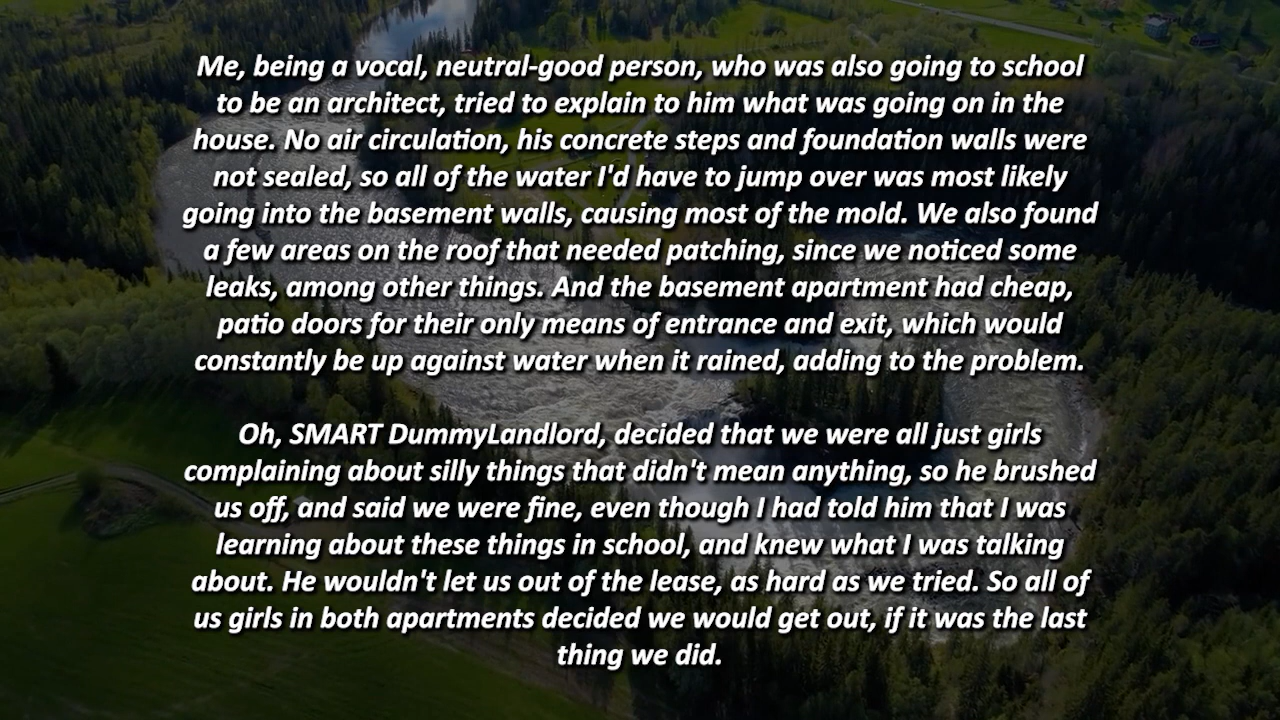 Me, being a vocal, neutral-good person, who was also going to school
to be an architect, tried to explain to him what was going on in the
house. No air circulation, his concrete steps and foundation walls were
not sealed, so all of the water I'd have to jump over was most likely
going into the basement walls, causing most of the mold. We also found
a few areas on the roof that needed patching, since we noticed some
leaks, among other things. And the basement apartment had cheap,
patio doors for their only means of entrance and exit, which would
constantly be up against water when it rained, adding to the problem.
Oh, SMART DummyLandlord, decided that we were all just girls
complaining about silly things that didn't mean anything, so he brushed
us off, and said we were fine, even though I had told him that I was
learning about these things in school, and knew what I was talking
about. He wouldn't let us out of the lease, as hard as we tried. So all of
us girls in both apartments decided we would get out, if it was the last
thing we did.